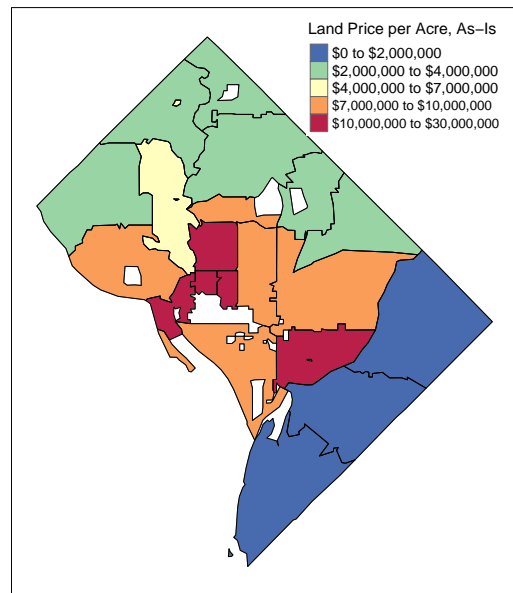 Land Price per Acre, As−Is
$0 to $2,000,000
$2,000,000 to $4,000,000
$4,000,000 to $7,000,000
$7,000,000 to $10,000,000
$10,000,000 to $30,000,000